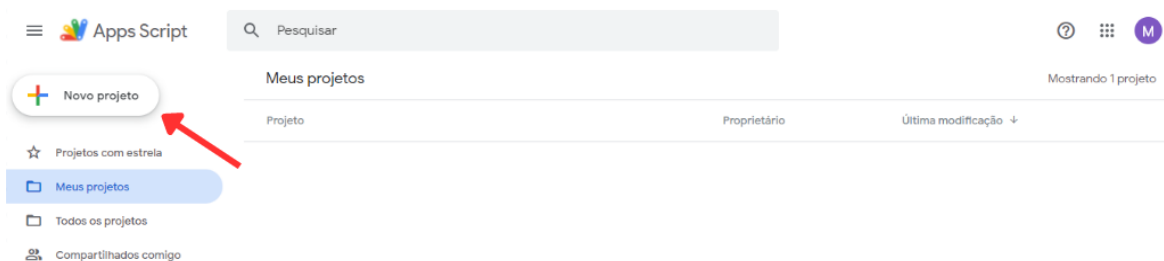 Apps Script
Pesquisar
M
Novo projeto
Meus projetos
Mostrando 1 projeto
Projeto
Proprietário
Última modificação
Projetos com estrela
Meus projetos
Todos os projetos
Compartilhados comigo